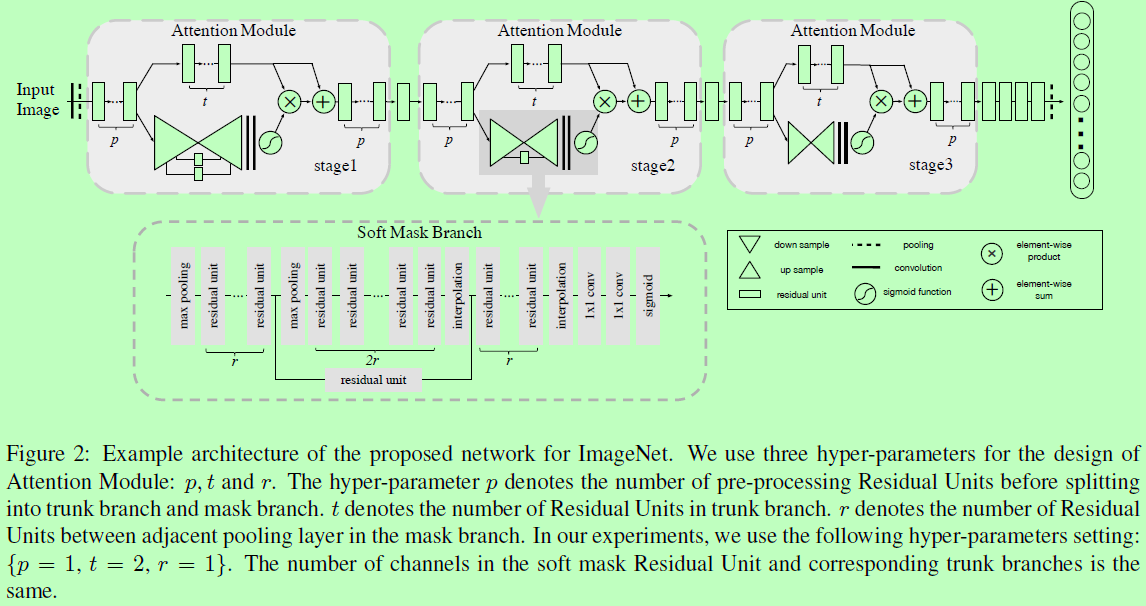 Attention Module
Attention Module
Attention Module
Input
Image
t
t
t
p
p
p
p
p
p
stage1
stage2
stage3
Soft Mask Branch
max pooling
residual unit
residual unit
max pooling
residual unit
residual unit
residual unit
residual unit
interpolation
residual unit
residual unit
interpolation
1x1 conv
1x1 conv
sigmoid
r
2r
r
residual unit
down sample
pooling
element-wise
product
up sample
convolution
residual unit
sigmoid function
element-wise
sum
Figure 2: Example architecture of the proposed network for ImageNet. We use three hyper-parameters for the design of
Attention Module: p, t and r. The hyper-parameter p denotes the number of pre-processing Residual Units before splitting
into trunk branch and mask branch. t denotes the number of Residual Units in trunk branch. r denotes the number of Residual
Units between adjacent pooling layer in the mask branch. In our experiments, we use the following hyper-parameters setting:
{p = 1, t = 2, r = 1}. The number of channels in the soft mask Residual Unit and corresponding trunk branches is the
same.